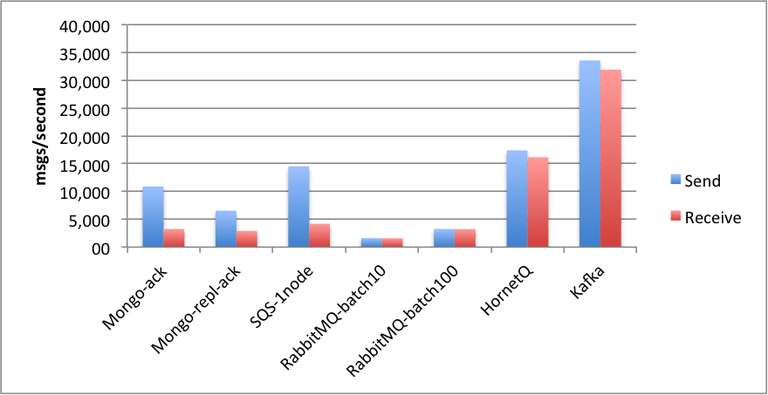 40,000
35,000
30,000
25,000
20,000
15,000
10,000
5,000
00
msgs/second
Mongo-ack
Mongo-repl-ack
SQS-1node
RabbitMQ-batch10
RabbitMQ-batch100
HornetQ
Kafka
Send
Receive